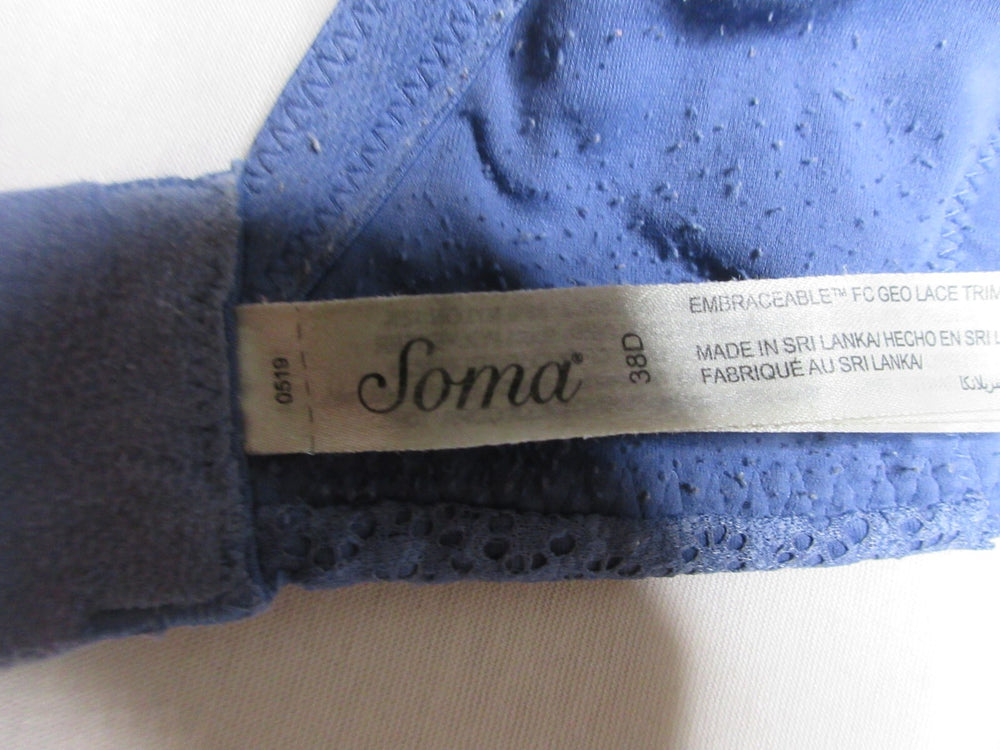 0519
Soma®
38D
EMBRACEABLE™ FC GEO LACE TRIM
MADE IN SRI LANKA/ HECHO EN SRI L
FABRIQUÉ AU SRI LANKA/